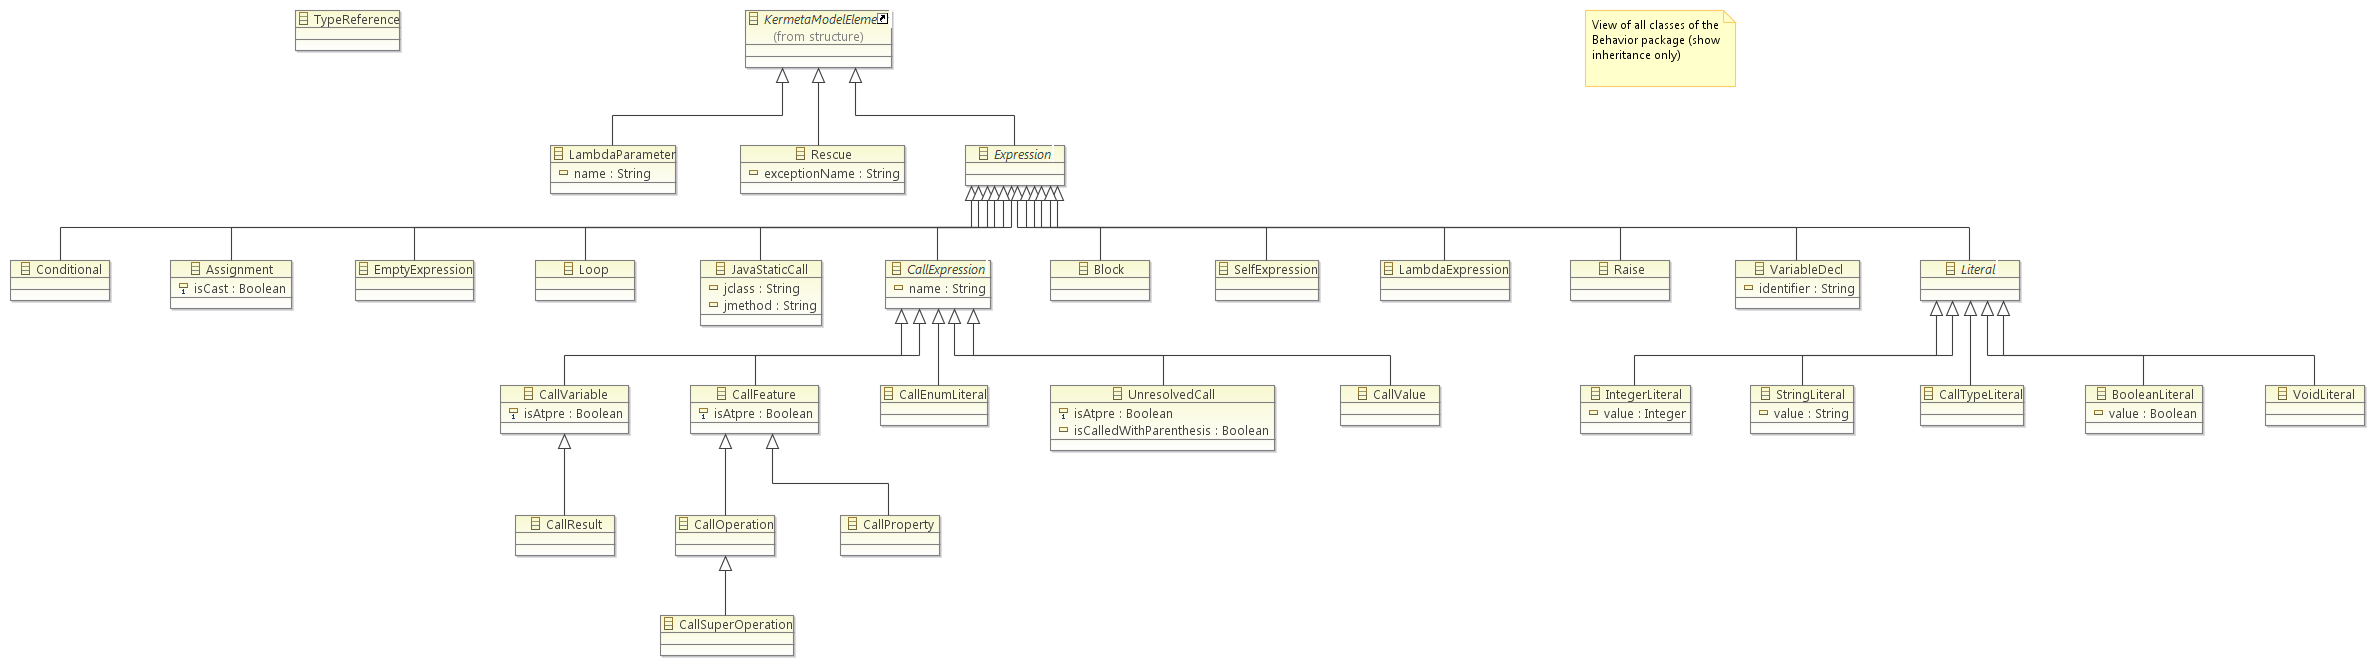 TypeReference
KermetaModelEleme
(from structure)
View of all classes of the
Behavior package (show
inheritance only)
LambdaParameter
name : String
Rescue
exceptionName : String
Expression
Conditional
Assignment
isCast : Boolean
EmptyExpression
Loop
JavaStaticCall
jclass : String
jmethod : String
CallExpression
name : String
Block
SelfExpression
LambdaExpression
Raise
VariableDecl
identifier : String
Literal
CallVariable
isAtpre : Boolean
CallFeature
isAtpre : Boolean
CallEnumLiteral
UnresolvedCall
isAtpre : Boolean
isCalledWithParenthesis : Boolean
CallValue
IntegerLiteral
value : Integer
StringLiteral
value : String
CallTypeLiteral
BooleanLiteral
value : Boolean
VoidLiteral
CallResult
CallOperation
CallProperty
CallSuperOperation